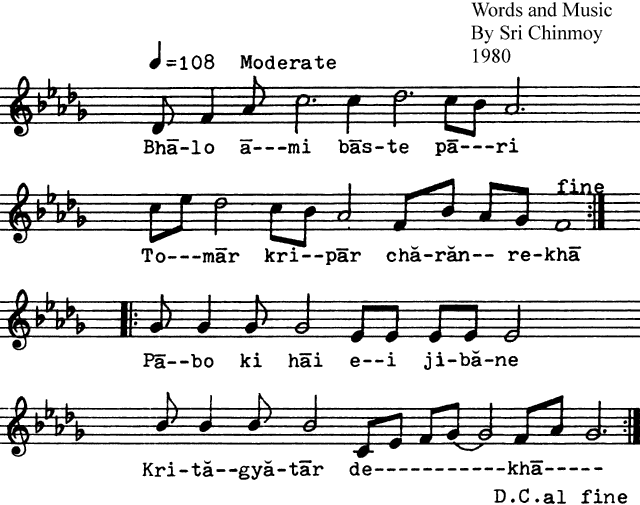 Words and Music
By Sri Chinmoy
1980
♩=108 Moderate
Bhā-lo ā---mi bās-te pā---ri
fine
To---mār kri--pār chă-răn-- re-khā
Pā--bo ki hāi e--i ji-bă-ne
Kri-tă--gyă-tār de-----------khā-----
D.C.al fine